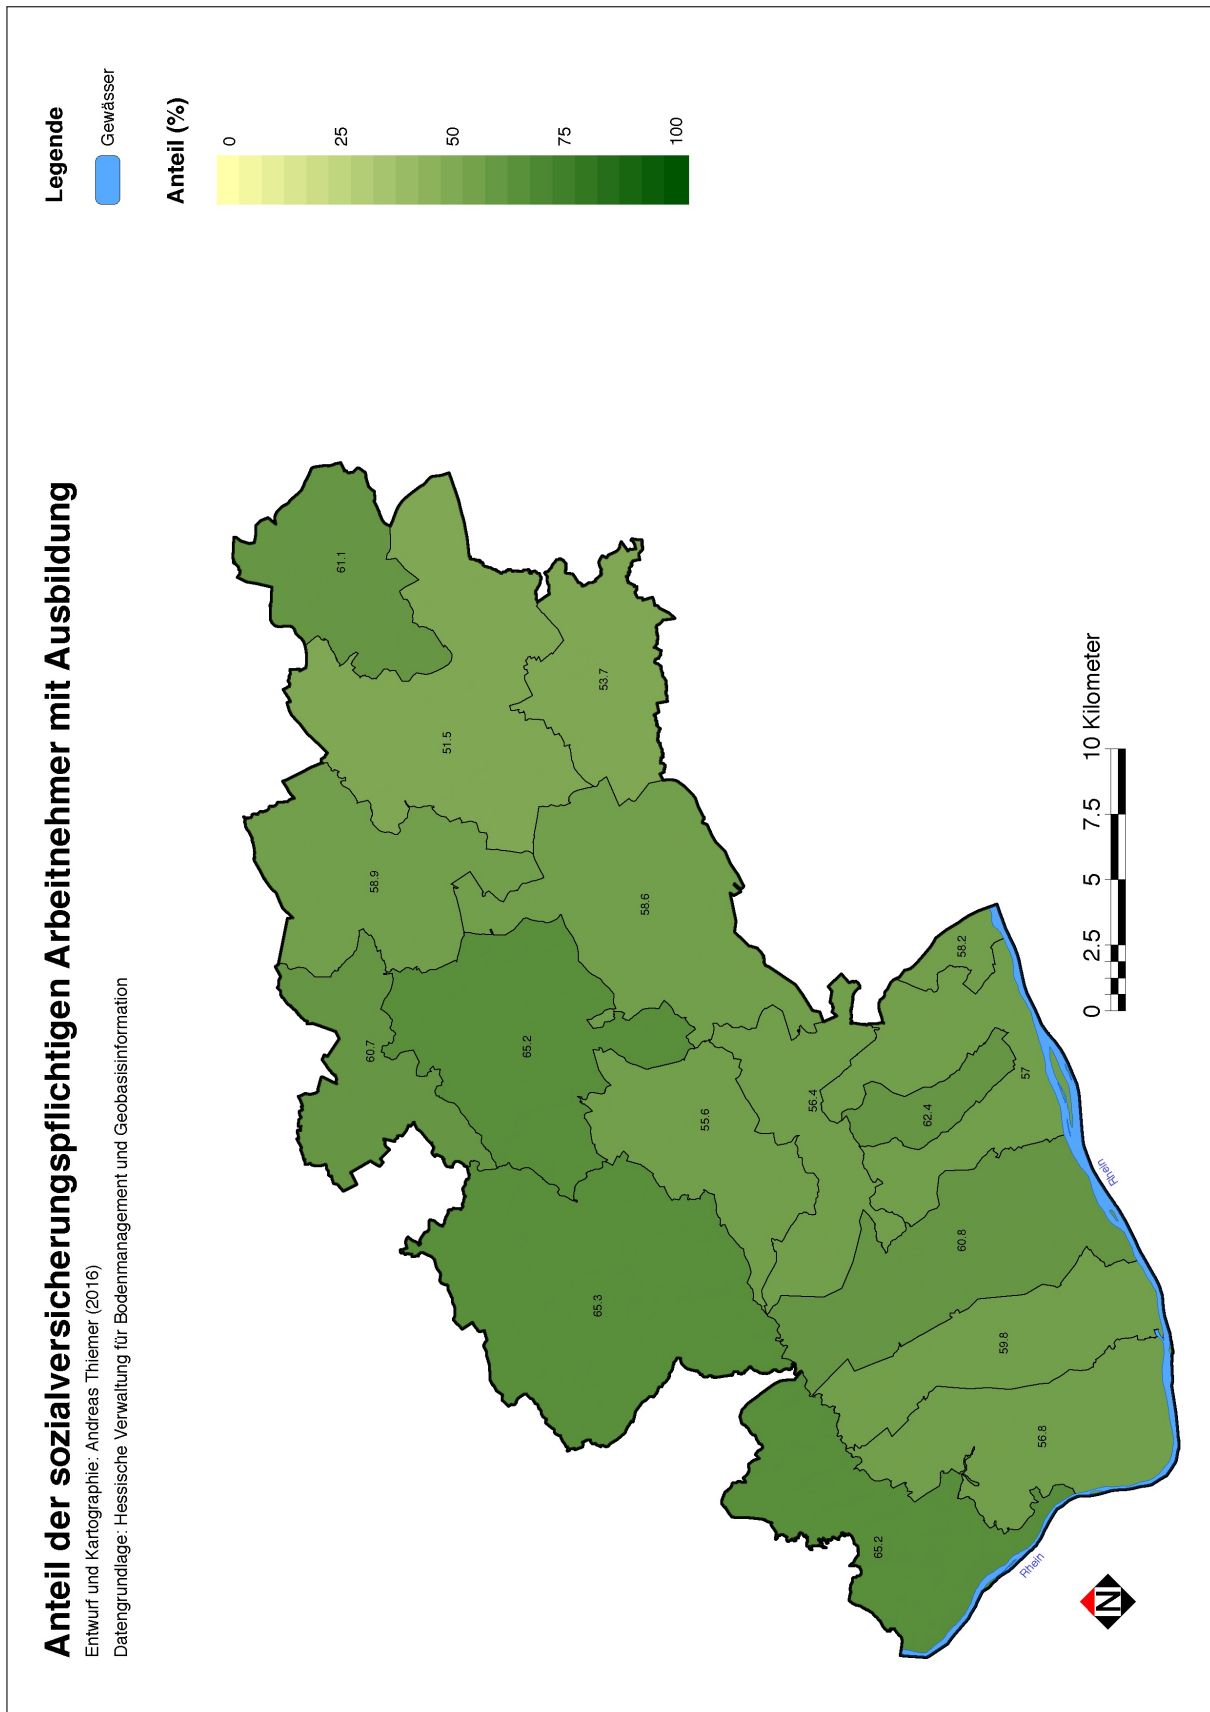 Anteil der sozialversicherungspflichtigen Arbeitnehmer mit Ausbildung
Entwurf und Kartographie: Andreas Thiemer (2016)
Datengrundlage: Hessische Verwaltung für Bodenmanagement und Geobasisinformation
Legende
Gewässer
Anteil (%)
0
25
50
75
100
61.1
60.7
58.9
51.5
65.2
65.3
53.7
58.6
55.6
56.4
65.2
62.4
60.8
58.2
59.8
57
56.8
Rhein
Rhein
N
0
2.5
5
7.5
10 Kilometer